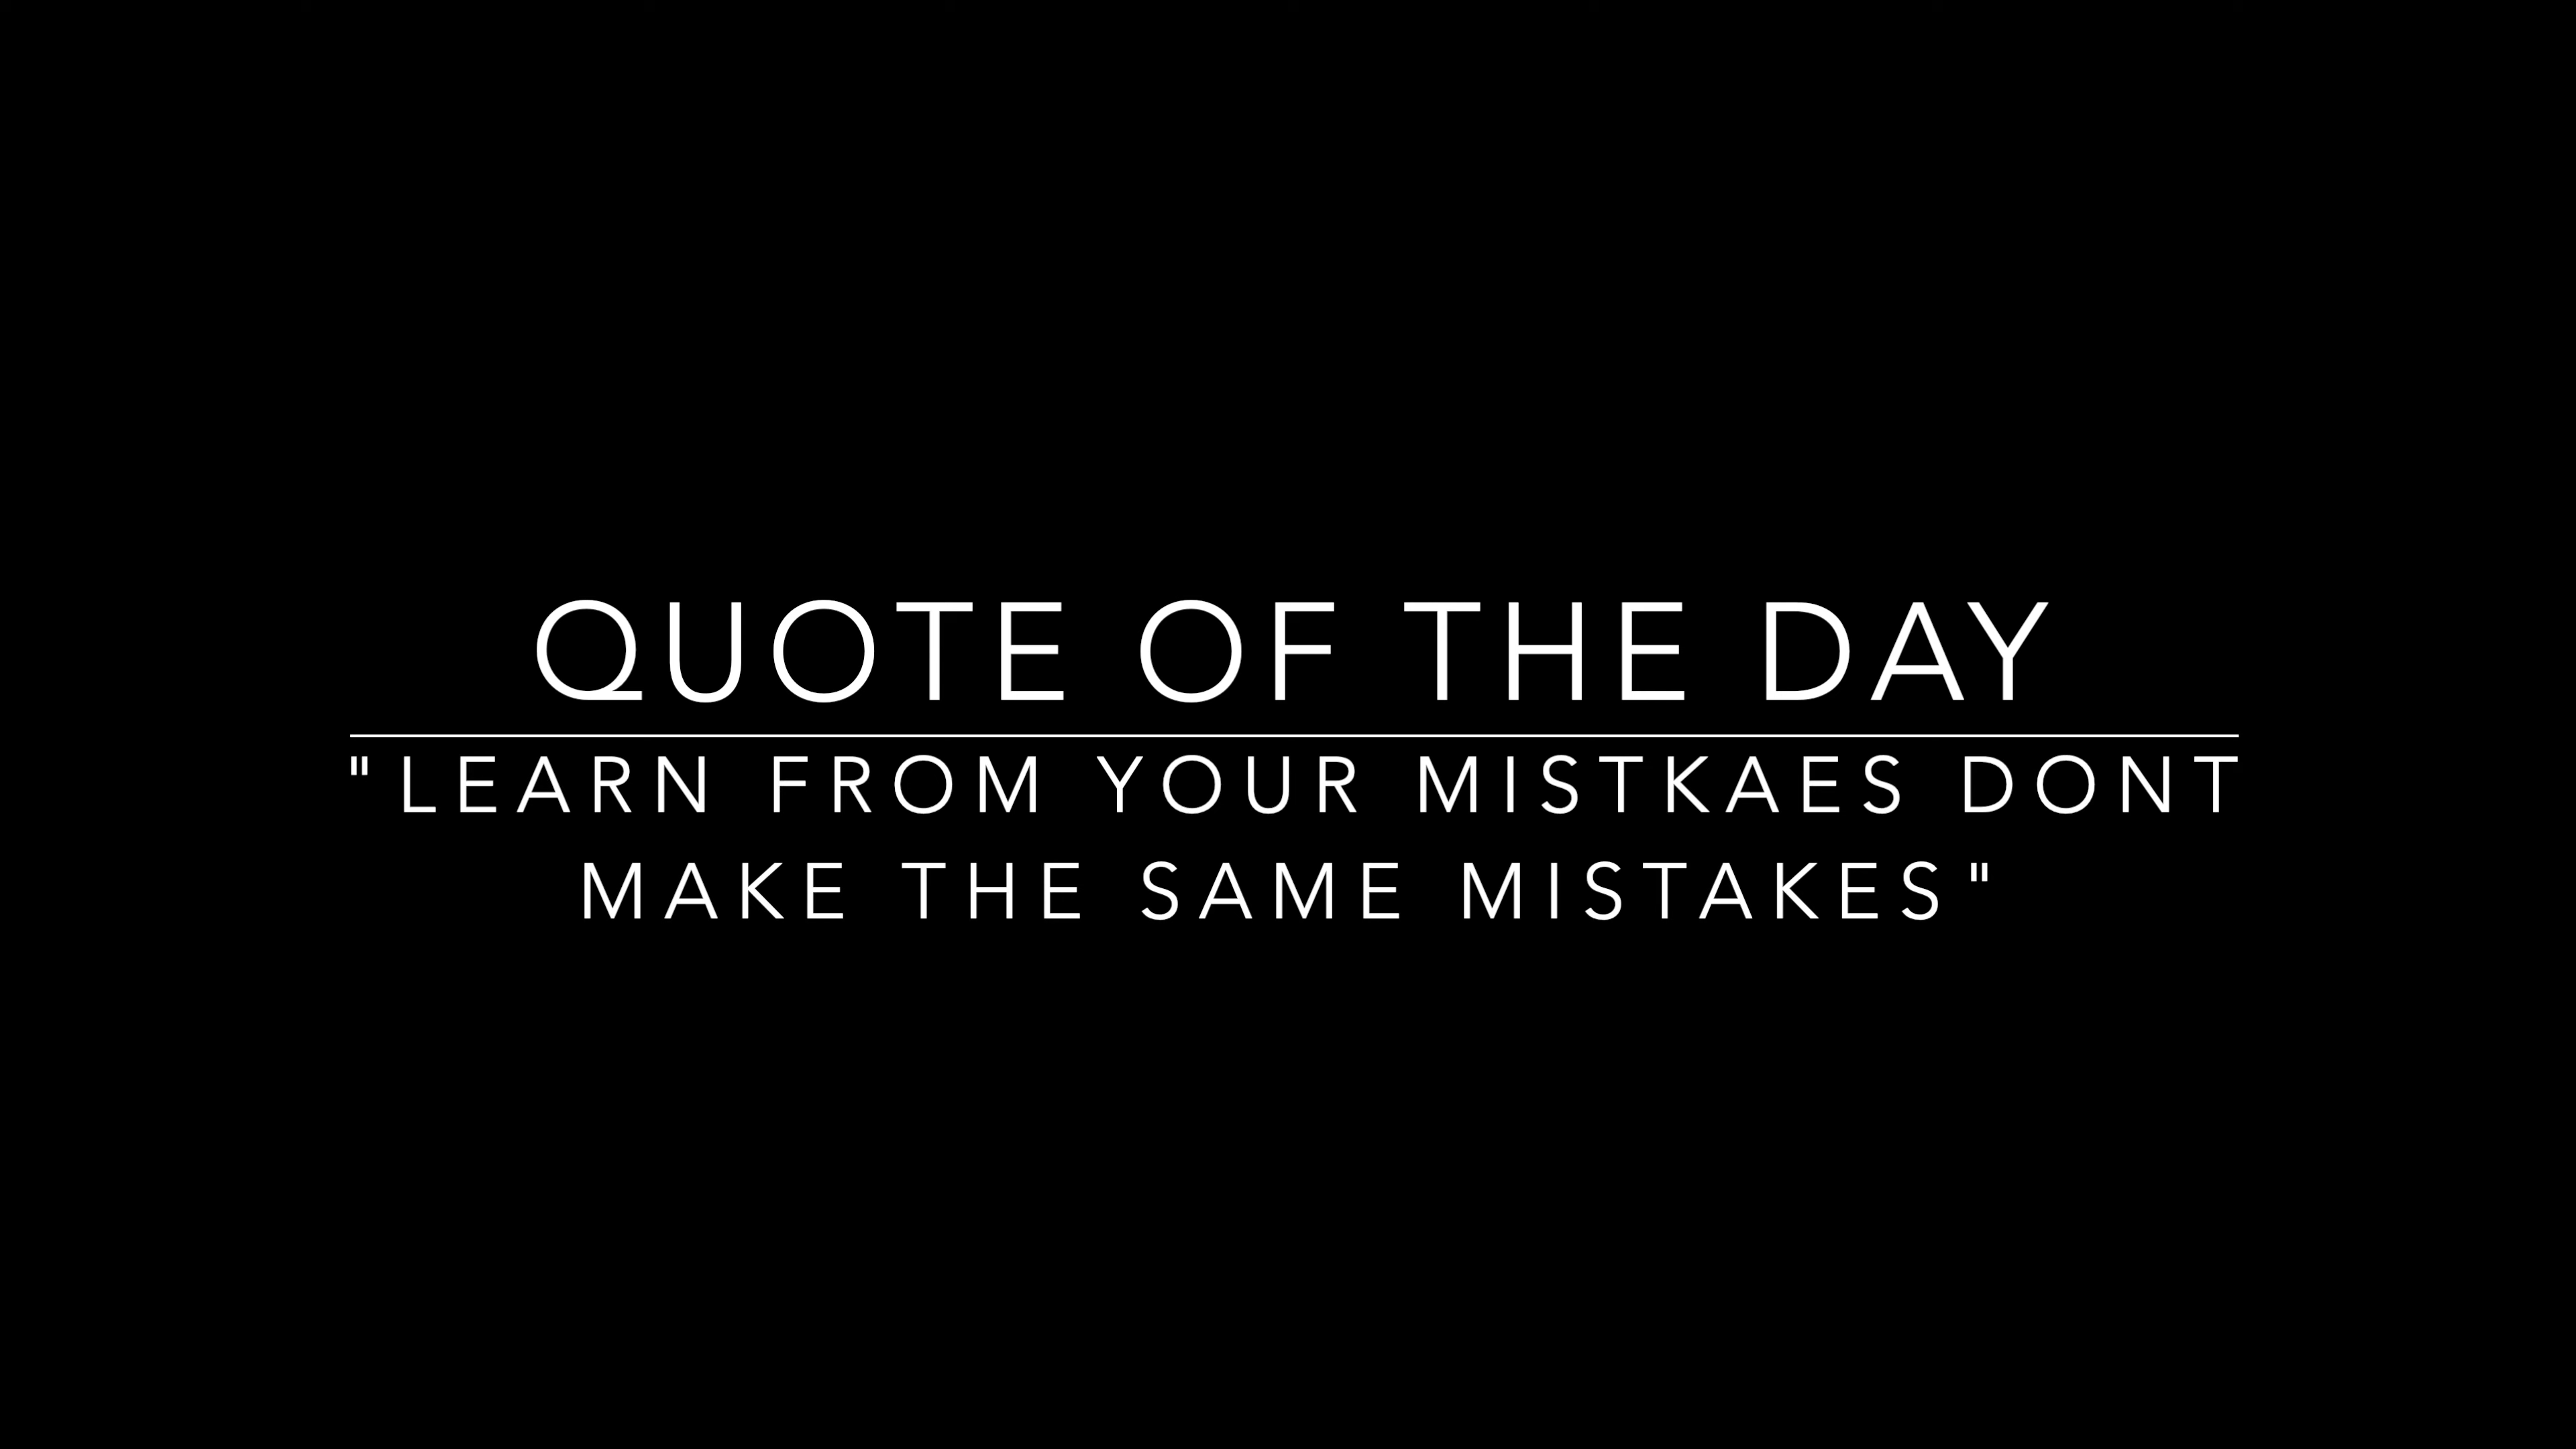 QUOTE OF THE DAY
"LEARN FROM YOUR MISTKAES DONT
MAKE THE SAME MISTAKES"